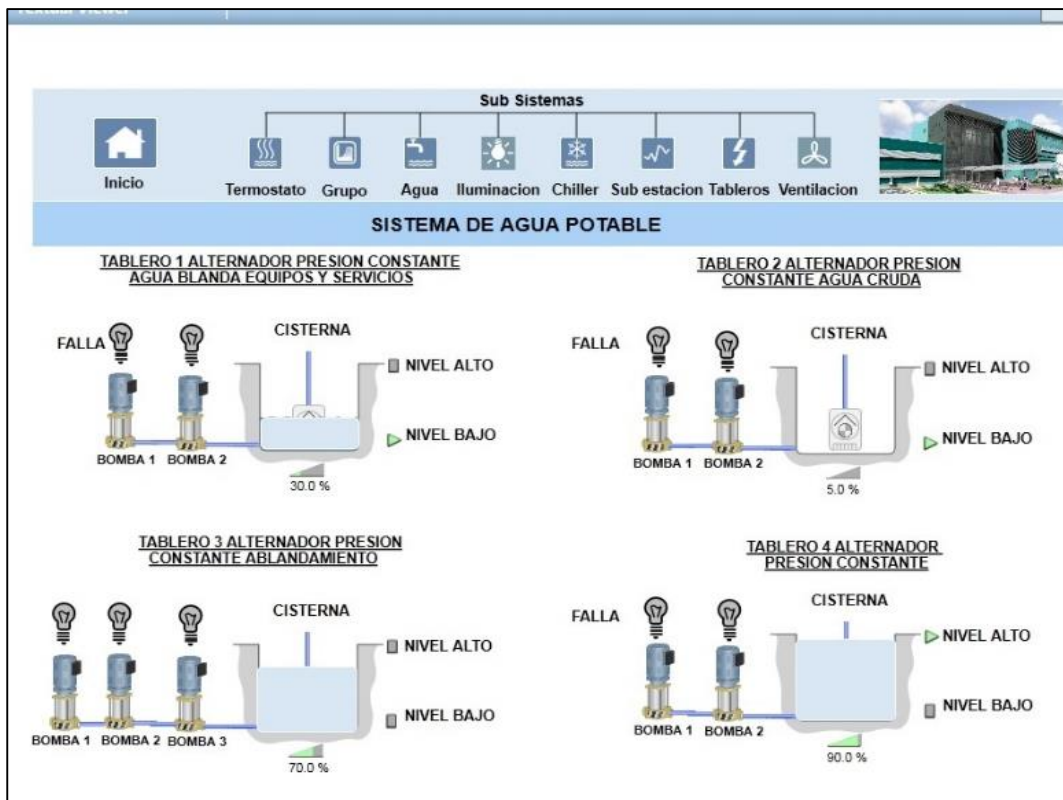 Textual Viewer
Sub Sistemas
Inicio
Termostato Grupo Agua Iluminacion Chiller Sub estacion Tableros Ventilacion
SISTEMA DE AGUA POTABLE
TABLERO 1 ALTERNADOR PRESION CONSTANTE
AGUA BLANDA EQUIPOS Y SERVICIOS
FALLA
CISTERNA
NIVEL ALTO
NIVEL BAJO
BOMBA 1 BOMBA 2
30.0 %
TABLERO 2 ALTERNADOR PRESION
CONSTANTE AGUA CRUDA
FALLA
CISTERNA
NIVEL ALTO
NIVEL BAJO
BOMBA 1 BOMBA 2
5.0 %
TABLERO 3 ALTERNADOR PRESION
CONSTANTE ABLANDAMIENTO
CISTERNA
NIVEL ALTO
NIVEL BAJO
BOMBA 1 BOMBA 2 BOMBA 3
70.0 %
TABLERO 4 ALTERNADOR
PRESION CONSTANTE
FALLA
CISTERNA
NIVEL ALTO
NIVEL BAJO
BOMBA 1 BOMBA 2
90.0 %